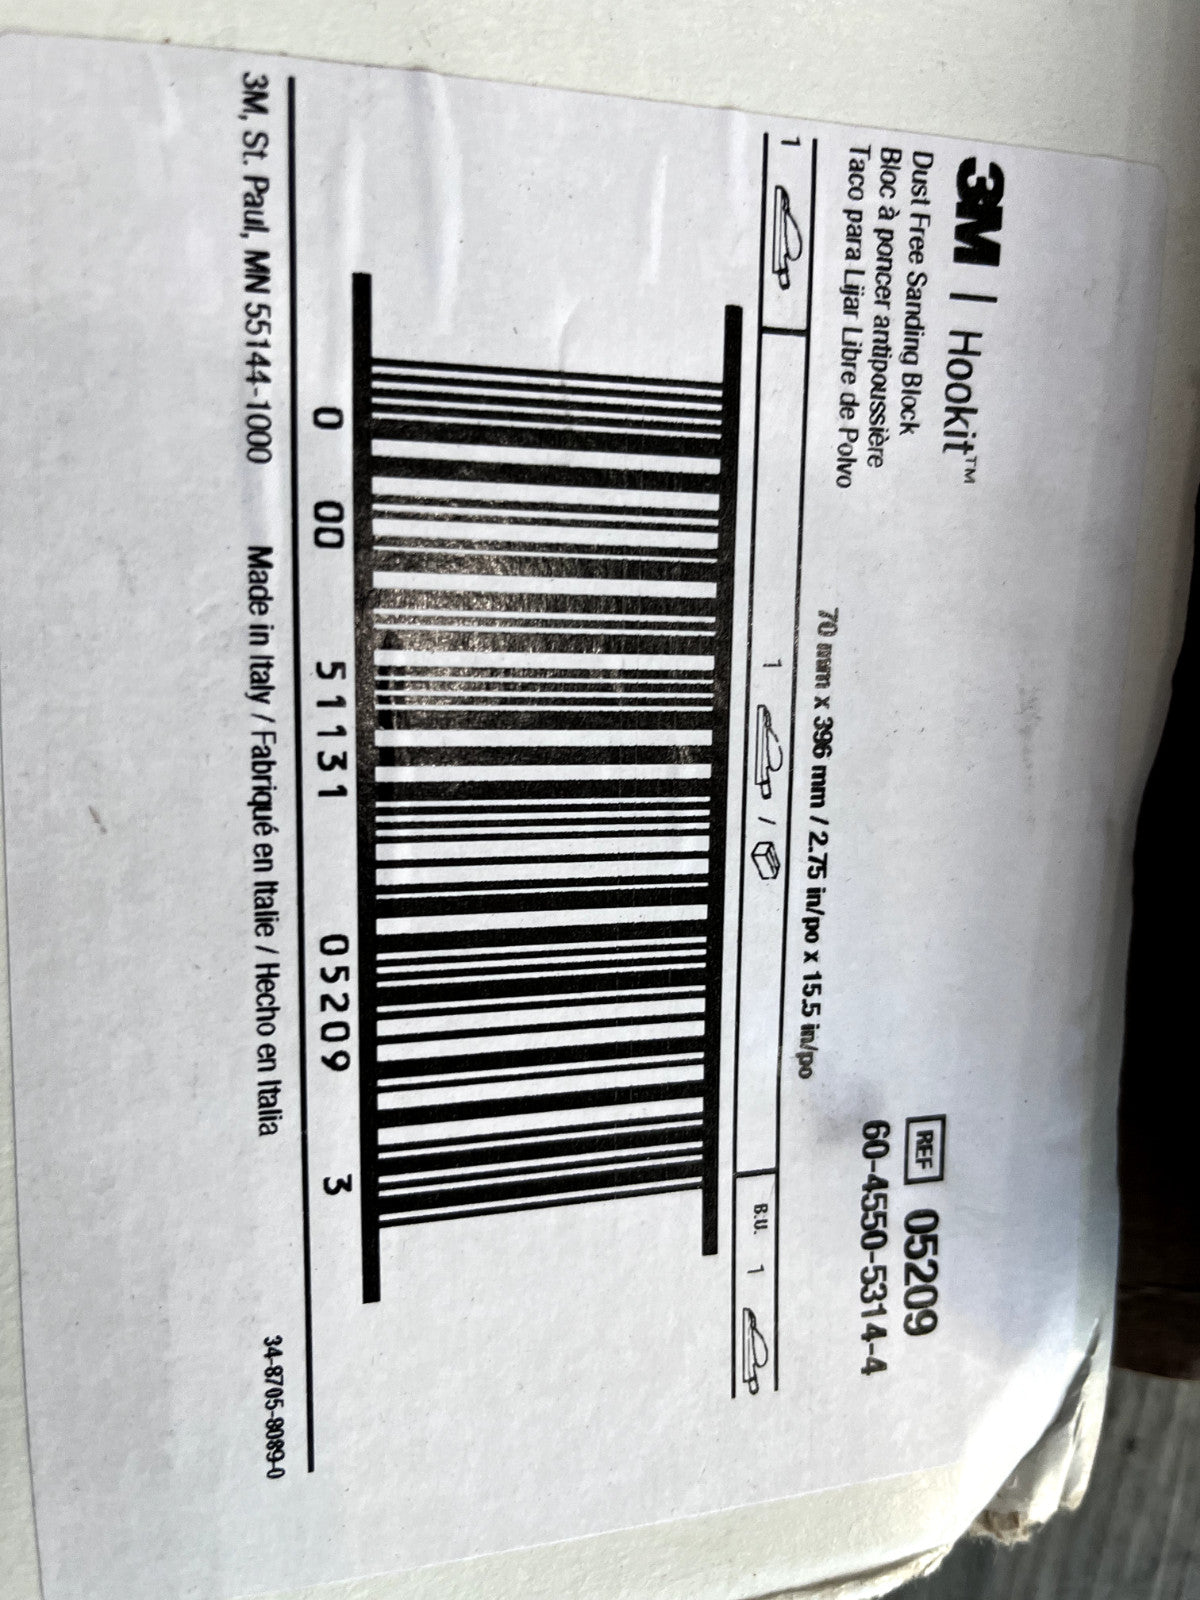 3M | Hookit™
Dust Free Sanding Block
Bloc à poncer antipoussière
Taco para Lijar Libre de Polvo
REF 05209
60-4550-5314-4
70 mm x 396 mm / 2.75 in/po x 15.5 in/po
1
1 /
B.U. 1
0 00 51131 05209 3
3M, St. Paul, MN 55144-1000 Made in Italy / Fabriqué en Italie / Hecho en Italia
34-8705-8089-0